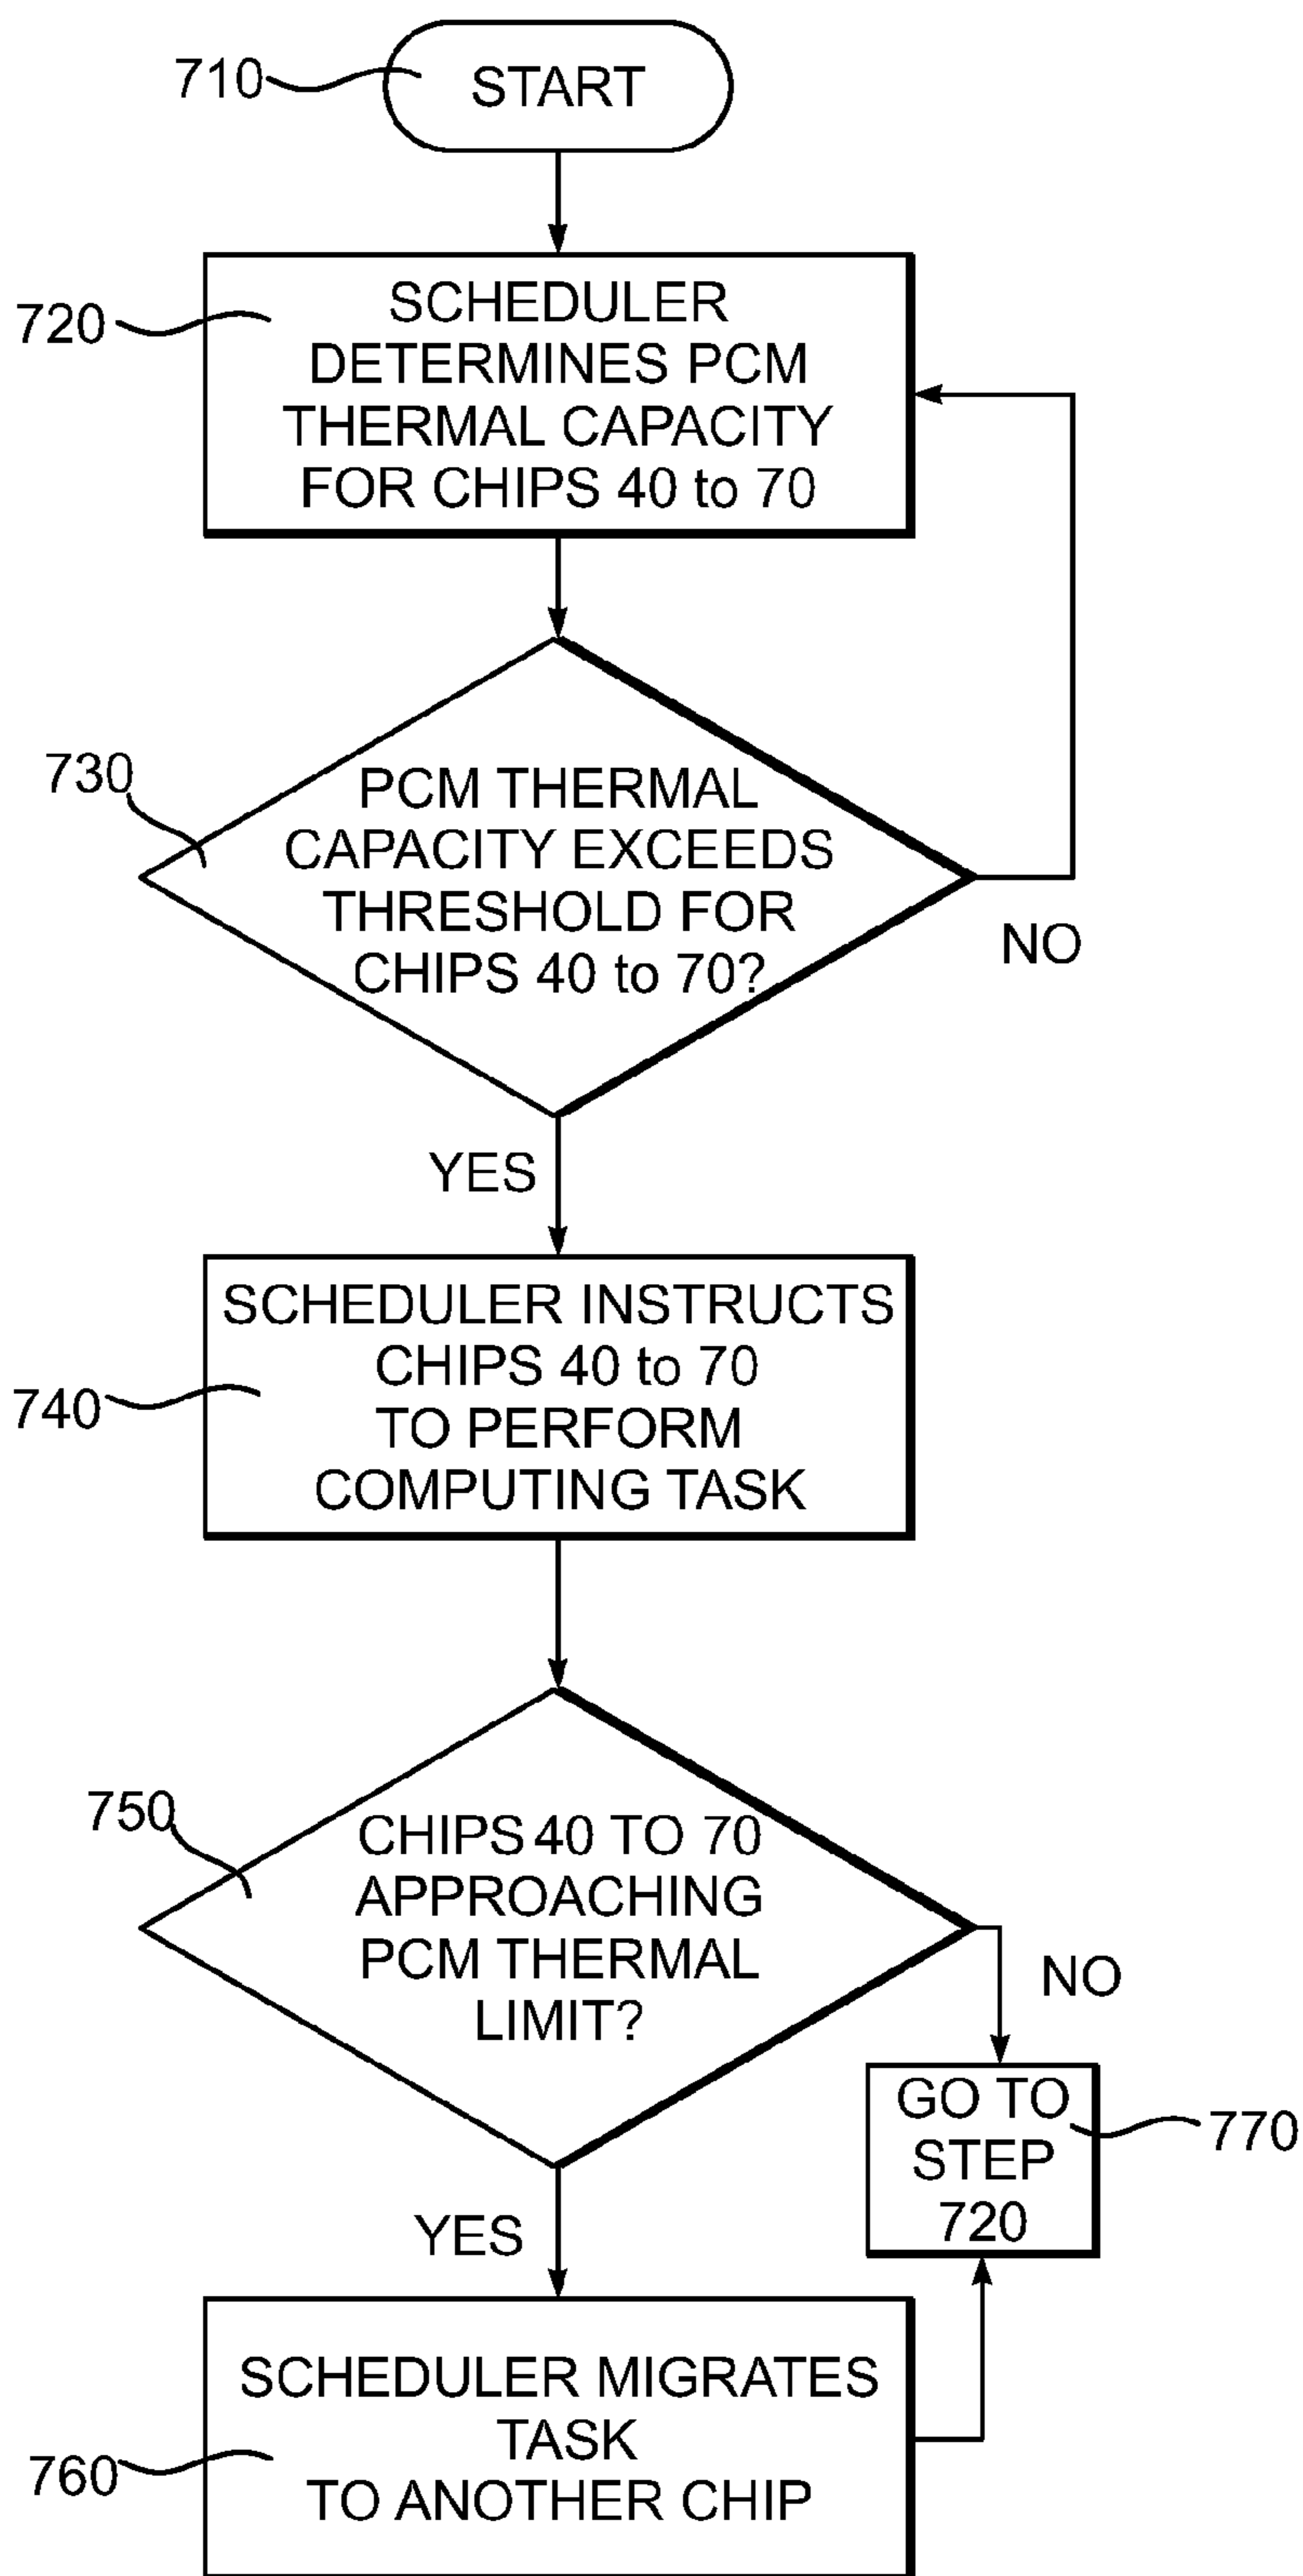 710
START
720
SCHEDULER
DETERMINES PCM
THERMAL CAPACITY
FOR CHIPS 40 to 70
730
PCM THERMAL
CAPACITY EXCEEDS
THRESHOLD FOR
CHIPS 40 to 70?
NO
YES
740
SCHEDULER INSTRUCTS
CHIPS 40 to 70
TO PERFORM
COMPUTING TASK
750
CHIPS 40 TO 70
APPROACHING
PCM THERMAL
LIMIT?
NO
GO TO
STEP
720
770
YES
760
SCHEDULER MIGRATES
TASK
TO ANOTHER CHIP